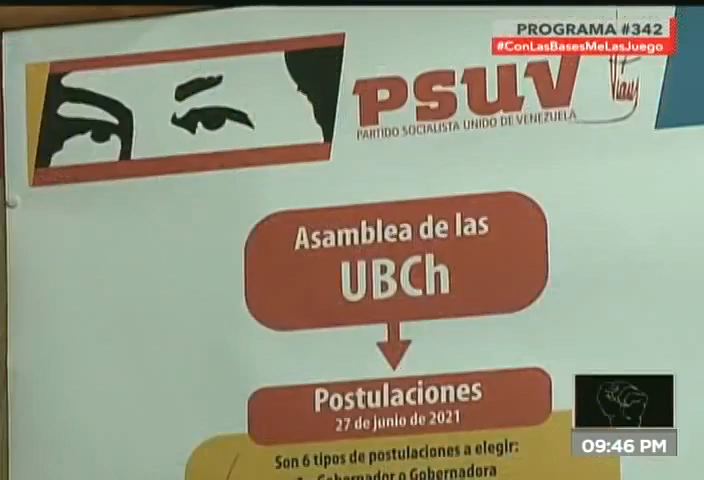 PROGRAMA #342
#ConLasBasesMeLasJuego
PSUV
PARTIDO SOCIALISTA UNIDO DE VENEZUELA
Asamblea de las
UBCh
Postulaciones
27 de junio de 2021
Son 6 tipos de postulaciones a elegir:
Gobernador o Gobernadora
09:46 PM